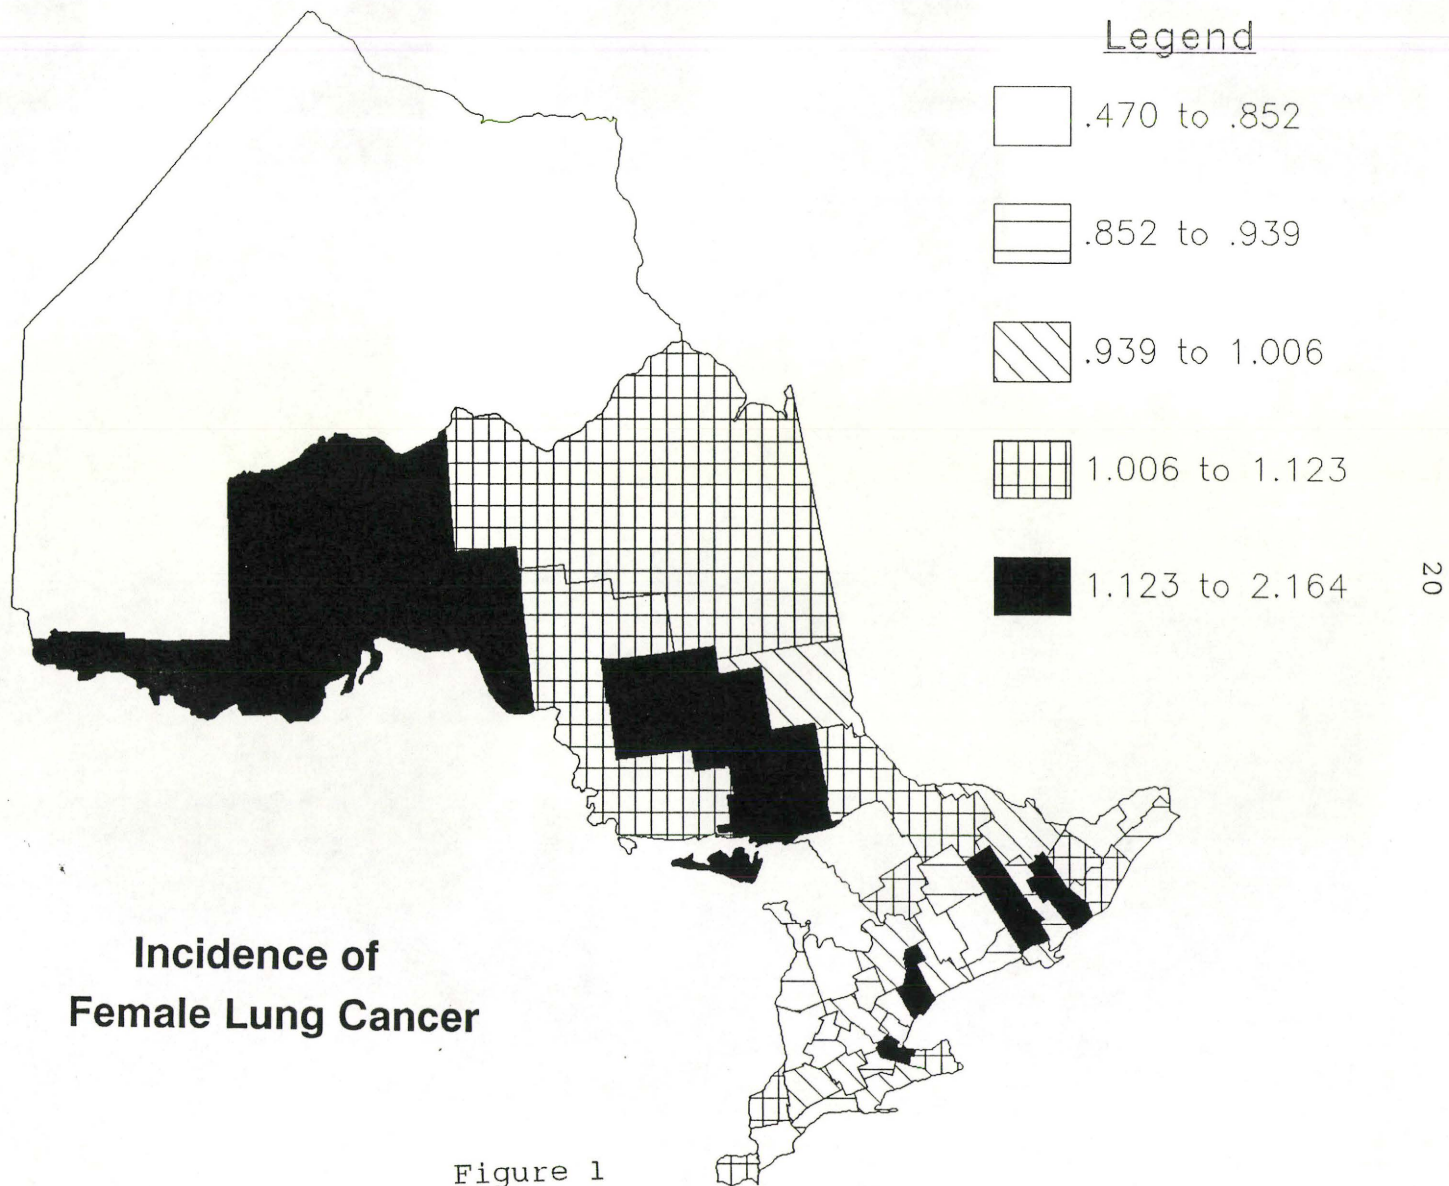 Legend
.470 to .852
.852 to .939
.939 to 1.006
1.006 to 1.123
1.123 to 2.164
20
Incidence of
Female Lung Cancer
Figure 1